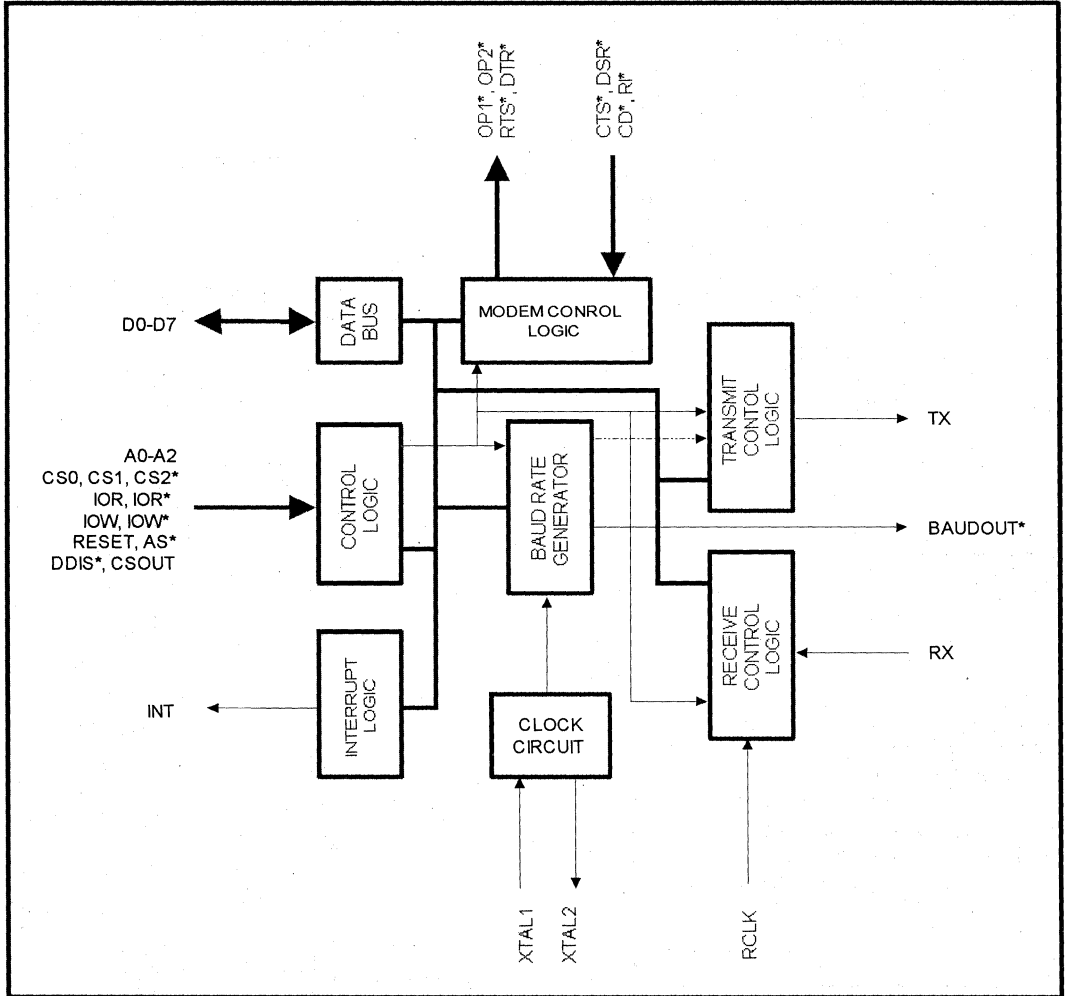 OP1*, OP2*
RTS*, DTR*
CTS*, DSR*
CD*, RI*
D0-D7
DATA
BUS
MODEM CONROL
LOGIC
TRANSMIT
CONTOL
LOGIC
TX
A0-A2
CS0, CS1, CS2*
IOR, IOR*
IOW, IOW*
RESET, AS*
DDIS*, CSOUT
CONTROL
LOGIC
BAUD RATE
GENERATOR
BAUDOUT*
RECEIVE
CONTROL
LOGIC
RX
INT
INTERRUPT
LOGIC
CLOCK
CIRCUIT
XTAL1
XTAL2
RCLK